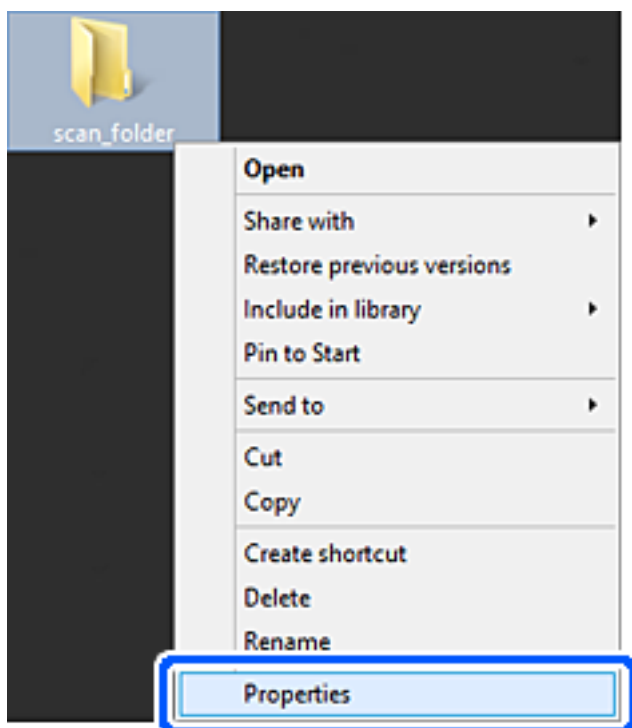 scan_folder
Open
Share with
Restore previous versions
Include in library
Pin to Start
Send to
Cut
Copy
Create shortcut
Delete
Rename
Properties